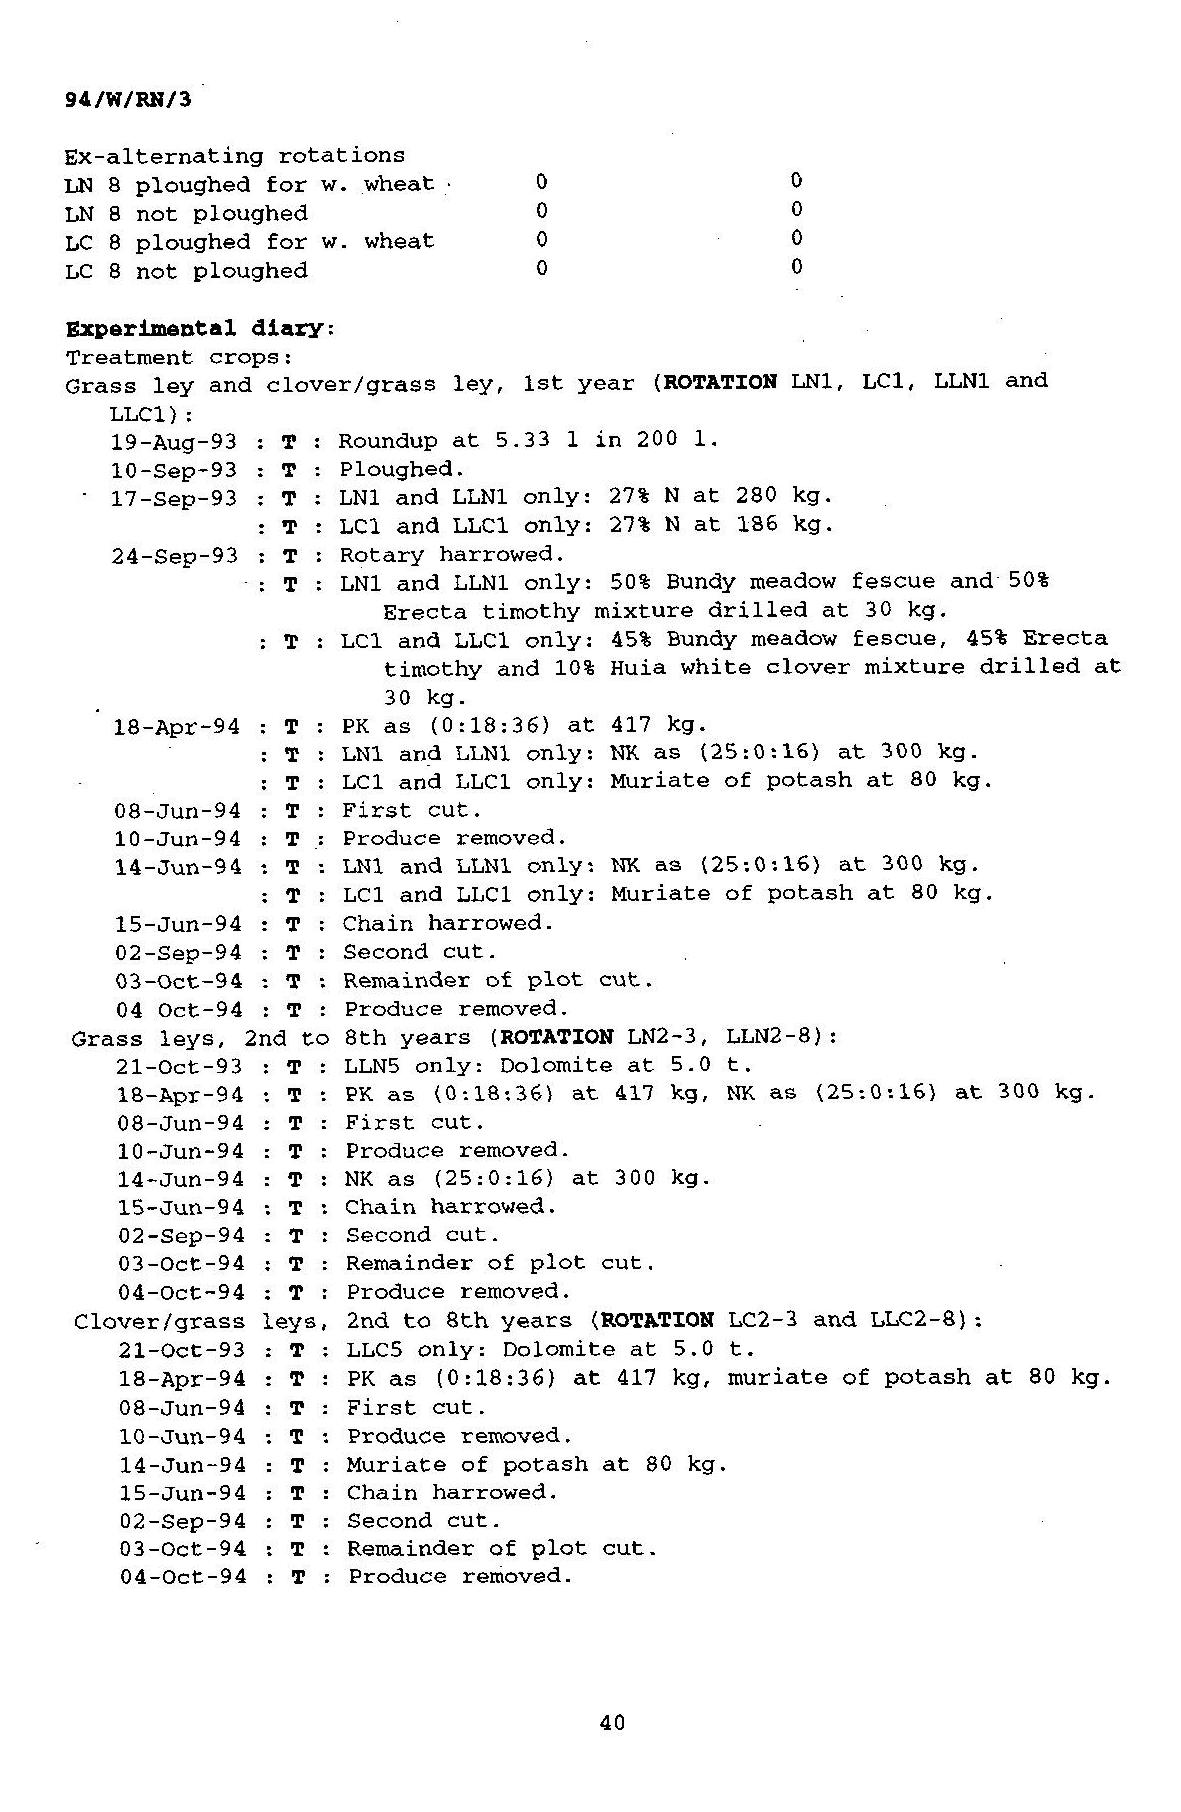 94/W/RN/3
Ex-alternating rotations
LN 8 ploughed for w. wheat 0 0
LN 8 not ploughed 0 0
LC 8 ploughed for w. wheat 0 0
LC 8 not ploughed 0 0
Experimental diary:
Treatment crops:
Grass ley and clover/grass ley, 1st year (ROTATION LN1, LC1, LLN1 and
LLC1):
19-Aug-93 : T : Roundup at 5.33 l in 200 l.
10-Sep-93 : T : Ploughed.
17-Sep-93 : T : LN1 and LLN1 only: 27% N at 280 kg.
: T : LC1 and LLC1 only: 27% N at 186 kg.
24-Sep-93 : T : Rotary harrowed.
: T : LN1 and LLN1 only: 50% Bundy meadow fescue and 50%
Erecta timothy mixture drilled at 30 kg.
: T : LC1 and LLC1 only: 45% Bundy meadow fescue, 45% Erecta
timothy and 10% Huia white clover mixture drilled at
30 kg.
18-Apr-94 : T : PK as (0:18:36) at 417 kg.
: T : LN1 and LLN1 only: NK as (25:0:16) at 300 kg.
: T : LC1 and LLC1 only: Muriate of potash at 80 kg.
08-Jun-94 : T : First cut.
10-Jun-94 : T : Produce removed.
14-Jun-94 : T : LN1 and LLN1 only: NK as (25:0:16) at 300 kg.
: T : LC1 and LLC1 only: Muriate of potash at 80 kg.
15-Jun-94 : T : Chain harrowed.
02-Sep-94 : T : Second cut.
03-Oct-94 : T : Remainder of plot cut.
04 Oct-94 : T : Produce removed.
Grass leys, 2nd to 8th years (ROTATION LN2-3, LLN2-8):
21-Oct-93 : T : LLN5 only: Dolomite at 5.0 t.
18-Apr-94 : T : PK as (0:18:36) at 417 kg, NK as (25:0:16) at 300 kg.
08-Jun-94 : T : First cut.
10-Jun-94 : T : Produce removed.
14-Jun-94 : T : NK as (25:0:16) at 300 kg.
15-Jun-94 : T : Chain harrowed.
02-Sep-94 : T : Second cut.
03-Oct-94 : T : Remainder of plot cut.
04-Oct-94 : T : Produce removed.
Clover/grass leys, 2nd to 8th years (ROTATION LC2-3 and LLC2-8):
21-Oct-93 : T : LLC5 only: Dolomite at 5.0 t.
18-Apr-94 : T : PK as (0:18:36) at 417 kg, muriate of potash at 80 kg.
08-Jun-94 : T : First cut.
10-Jun-94 : T : Produce removed.
14-Jun-94 : T : Muriate of potash at 80 kg.
15-Jun-94 : T : Chain harrowed.
02-Sep-94 : T : Second cut.
03-Oct-94 : T : Remainder of plot cut.
04-Oct-94 : T : Produce removed.
40